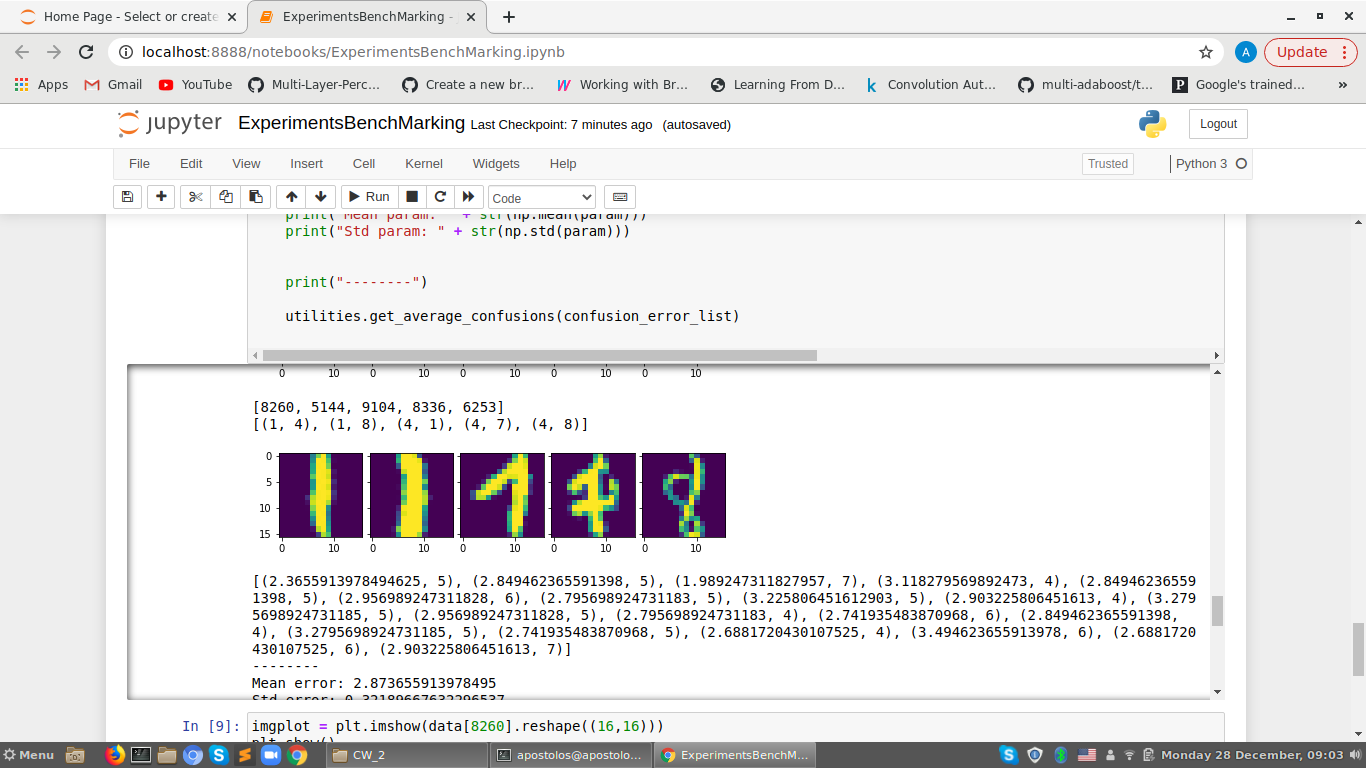 Home Page - Select or create
ExperimentsBenchMarking -
localhost:8888/notebooks/ExperimentsBenchMarking.ipynb
A
Update
Apps
Gmail
YouTube
Multi-Layer-Perc…
Create a new br…
Working with Br…
Learning From D…
Convolution Aut…
multi-adaboost/t…
Google's trained…
»
jupyter ExperimentsBenchMarking Last Checkpoint: 7 minutes ago (autosaved)
Logout
File Edit View Insert Cell Kernel Widgets Help
Trusted
Python 3
Run
Code
print("Mean param: " + str(np.mean(param)))
print("Std param: " + str(np.std(param)))
print("--------")
utilities.get_average_confusions(confusion_error_list)
0 10 0 10 0 10 0 10 0 10
[8260, 5144, 9104, 8336, 6253]
[(1, 4), (1, 8), (4, 1), (4, 7), (4, 8)]
0
5
10
15
0 10 0 10 0 10 0 10 0 10
[(2.3655913978494625, 5), (2.849462365591398, 5), (1.989247311827957, 7), (3.118279569892473, 4), (2.84946236559
1398, 5), (2.956989247311828, 6), (2.795698924731183, 5), (3.225806451612903, 5), (2.903225806451613, 4), (3.279
5698924731185, 5), (2.956989247311828, 5), (2.795698924731183, 4), (2.741935483870968, 6), (2.849462365591398,
4), (3.2795698924731185, 5), (2.741935483870968, 5), (2.6881720430107525, 4), (3.494623655913978, 6), (2.6881720
430107525, 6), (2.903225806451613, 7)]
--------
Mean error: 2.873655913978495
Std error: 0.32189667632296537
In [9]: imgplot = plt.imshow(data[8260].reshape((16,16)))
plt.show()
Menu
CW_2
apostolos@apostolo…
ExperimentsBenchM…
Monday 28 December, 09:03